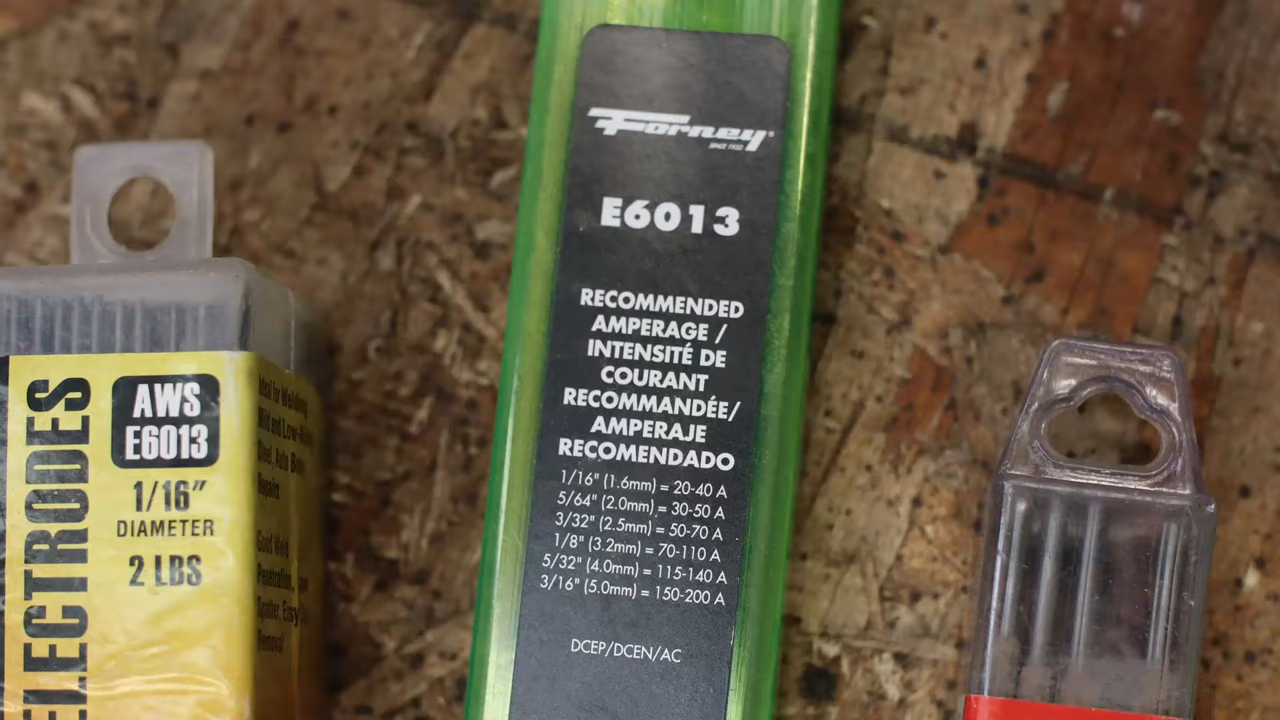 ELECTRODES
AWS
E6013
1/16"
DIAMETER
2 LBS
Ideal for Welding
Mild and Low-
Steel, Auto Body
Repairs
Good Weld
Penetration, Low
Spatter, Easy
Removal
Forney
SINCE 1932
E6013
RECOMMENDED
AMPERAGE /
INTENSITÉ DE
COURANT
RECOMMANDÉE/
AMPERAJE
RECOMENDADO
1/16" (1.6mm) = 20-40 A
5/64" (2.0mm) = 30-50 A
3/32" (2.5mm) = 50-70 A
1/8" (3.2mm) = 70-110 A
5/32" (4.0mm) = 115-140 A
3/16" (5.0mm) = 150-200 A
DCEP/DCEN/AC